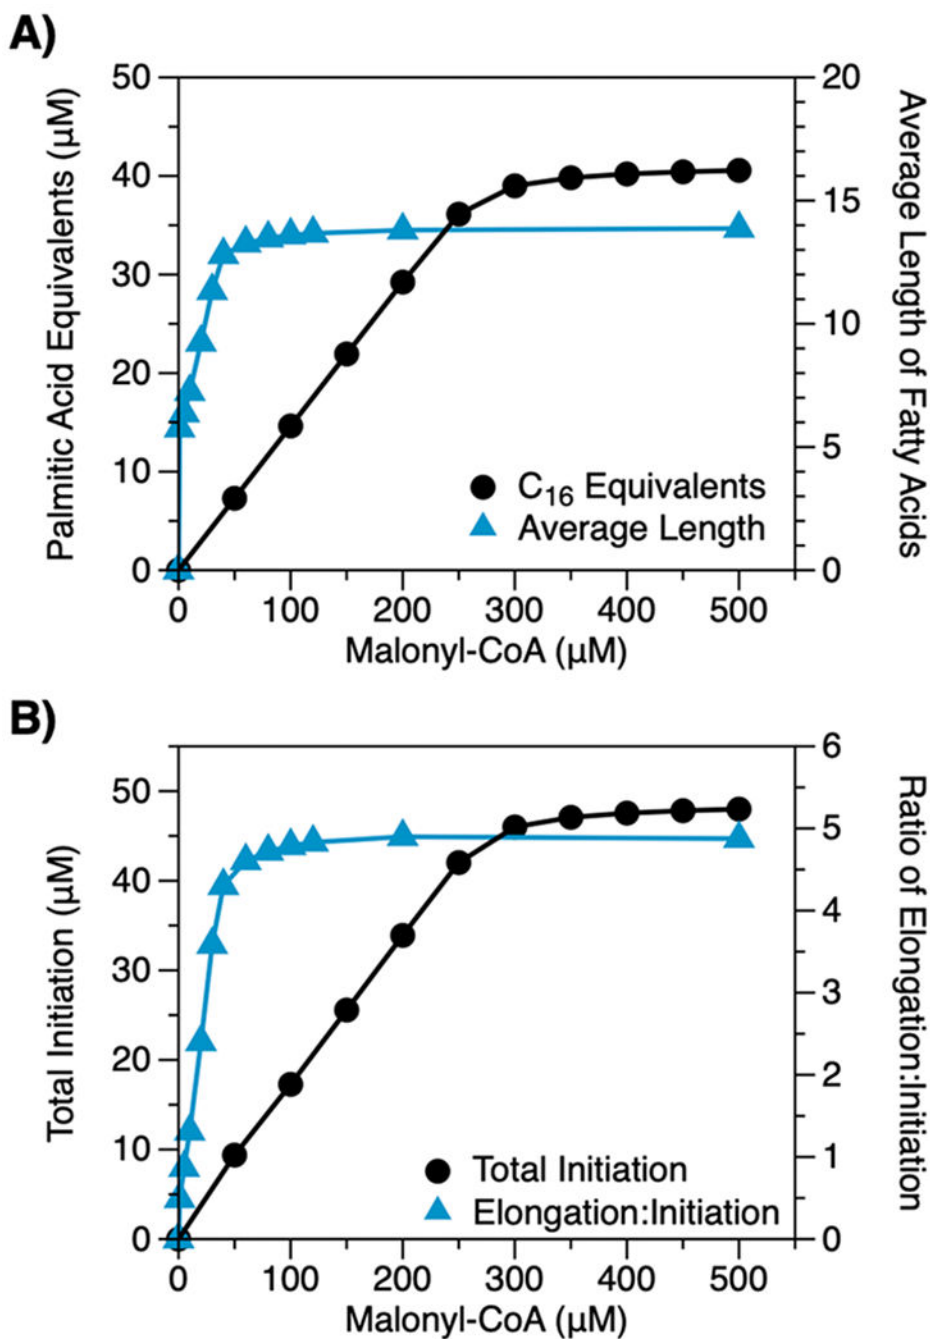 A)
Palmitic Acid Equivalents (µM)
50
40
30
20
10
0
20
15
10
5
0
Average Length of Fatty Acids
C16 Equivalents
Average Length
0 100 200 300 400 500
Malonyl-CoA (µM)
B)
Total Initiation (µM)
50
40
30
20
10
0
6
5
4
3
2
1
0
Ratio of Elongation:Initiation
Total Initiation
Elongation:Initiation
0 100 200 300 400 500
Malonyl-CoA (µM)